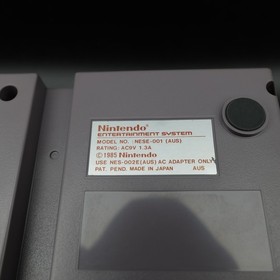 Nintendo®
ENTERTAINMENT SYSTEM
MODEL NO.: NESE-001 (AUS)
RATING: AC9V 1.3A
©1985 Nintendo
USE NES-002E(AUS) AC ADAPTER ONLY
PAT. PEND. MADE IN JAPAN AUS